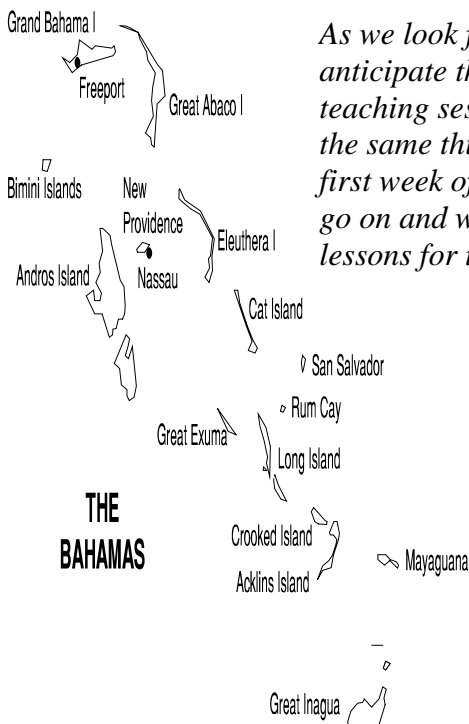 Grand Bahama I
Freeport
Great Abaco I
As we look f
anticipate th
teaching ses
the same thi
first week of
go on and w
lessons for t
Bimini Islands
New
Providence
Nassau
Eleuthera I
Andros Island
Cat Island
San Salvador
Rum Cay
Great Exuma
Long Island
THE
BAHAMAS
Crooked Island
Acklins Island
Mayaguana
Great Inagua